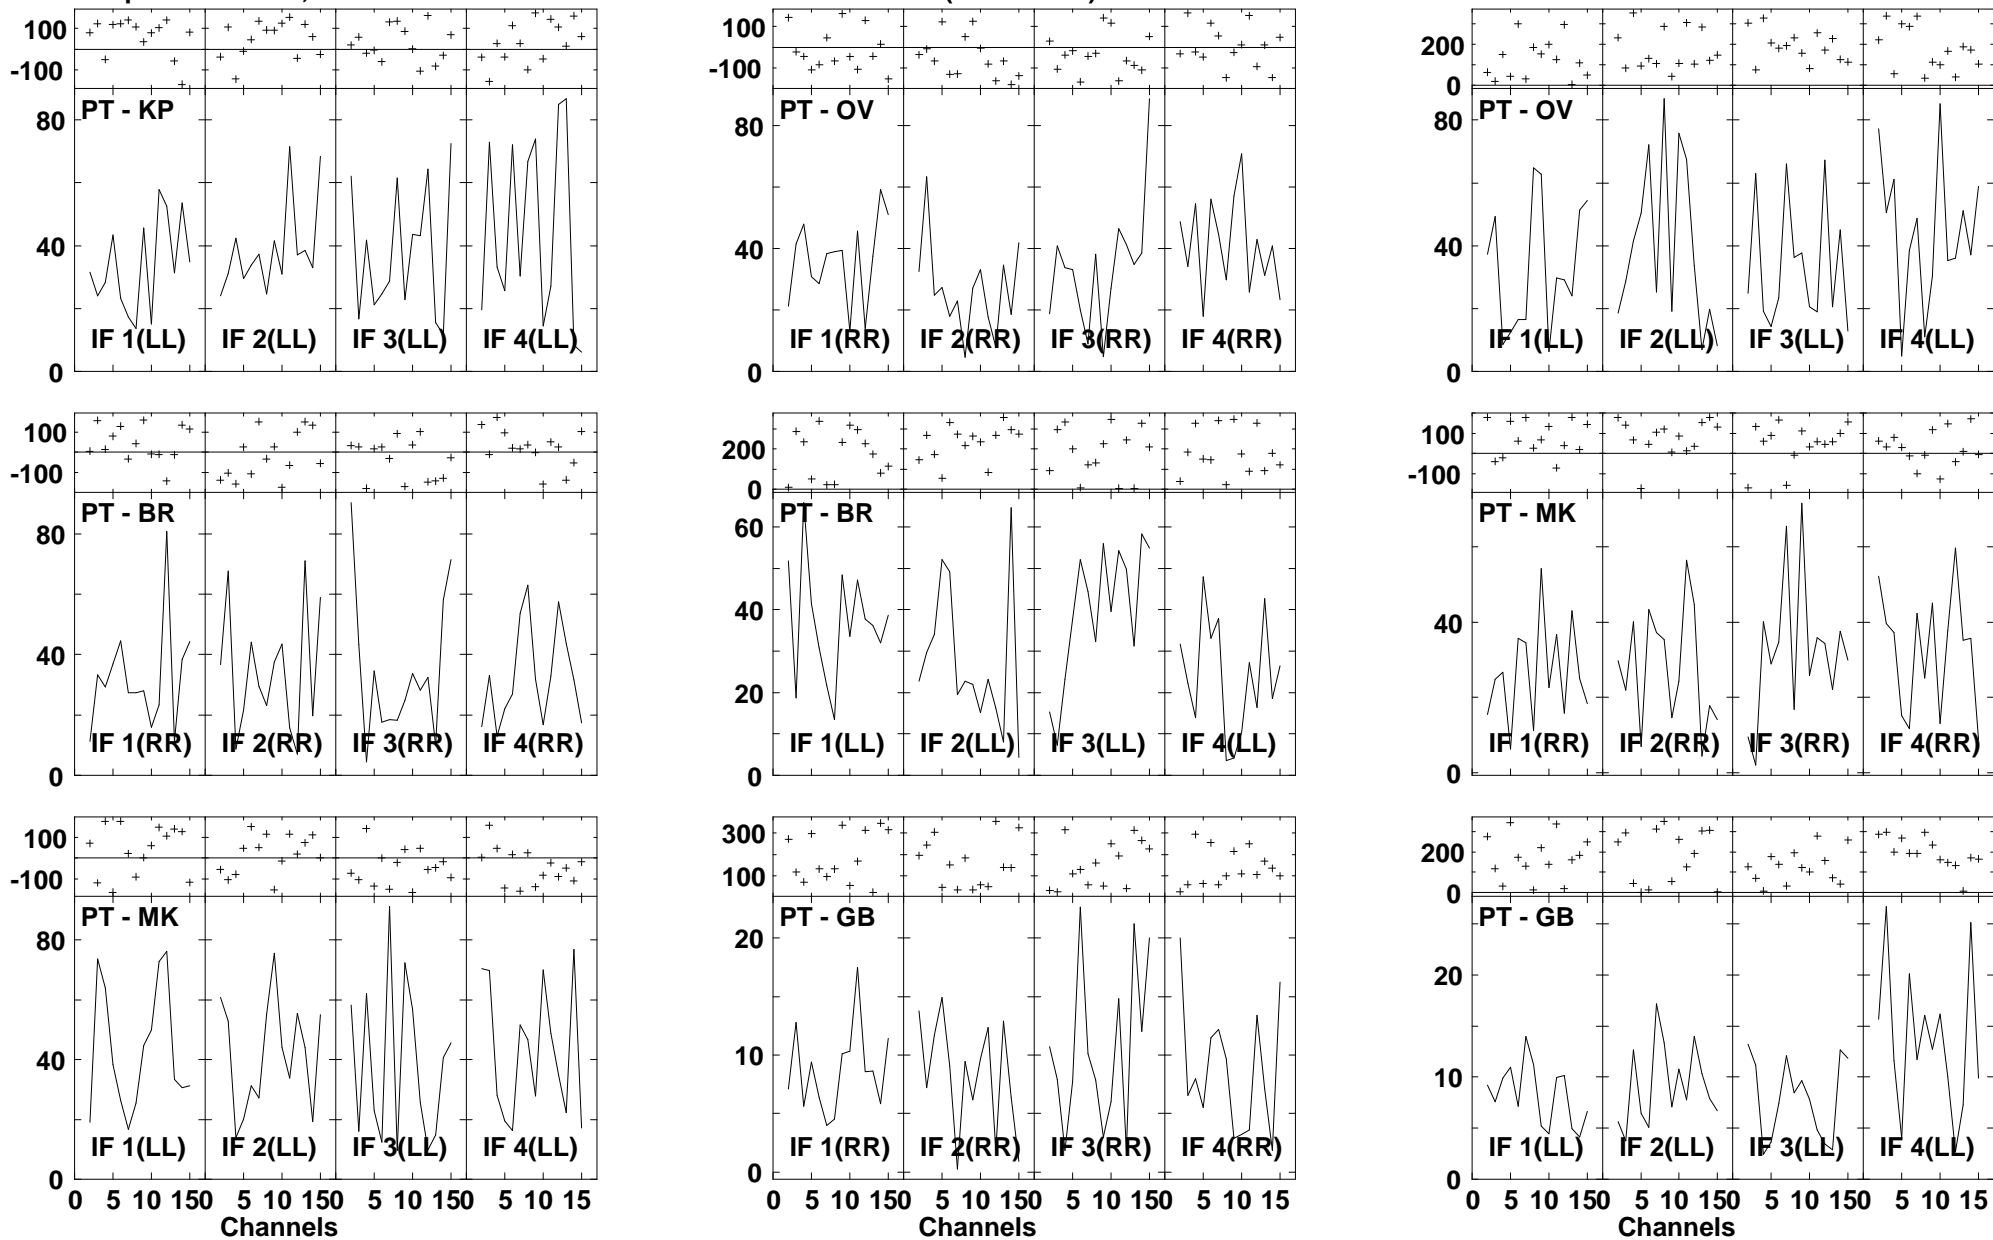 100
-100
PT - KP
80
40
0
IF 1(LL) IF 2(LL) IF 3(LL) IF 4(LL)
100
-100
PT - OV
80
40
0
IF 1(RR) IF 2(RR) IF 3(RR) IF 4(RR)
200
0
PT - OV
80
40
0
IF 1(LL) IF 2(LL) IF 3(LL) IF 4(LL)
100
-100
PT - BR
80
40
0
IF 1(RR) IF 2(RR) IF 3(RR) IF 4(RR)
200
0
PT - BR
60
40
20
0
IF 1(LL) IF 2(LL) IF 3(LL) IF 4(LL)
100
-100
PT - MK
40
0
IF 1(RR) IF 2(RR) IF 3(RR) IF 4(RR)
100
-100
PT - MK
80
40
0
IF 1(LL) IF 2(LL) IF 3(LL) IF 4(LL)
0 5 10 150 5 10 150 5 10 150 5 10 15
Channels
300
100
PT - GB
20
10
0
IF 1(RR) IF 2(RR) IF 3(RR) IF 4(RR)
0 5 10 150 5 10 150 5 10 150 5 10 15
Channels
200
0
PT - GB
20
10
0
IF 1(LL) IF 2(LL) IF 3(LL) IF 4(LL)
0 5 10 150 5 10 150 5 10 150 5 10 15
Channels